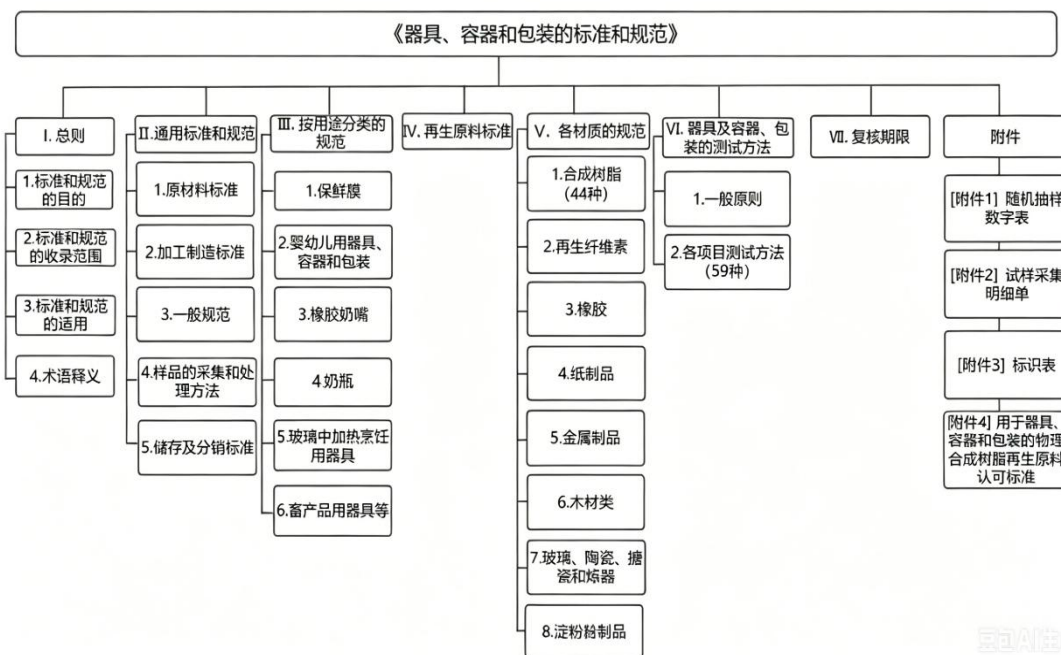 《器具、容器和包装的标准和规范》
Ⅰ. 总则
1.标准和规范
的目的
2.标准和规范
的收录范围
3.标准和规范
的适用
4.术语释义
Ⅱ.通用标准和规范
1.原材料标准
2.加工制造标准
3.一般规范
4.样品的采集和处
理方法
5.储存及分销标准
Ⅲ. 按用途分类的
规范
1.保鲜膜
2.婴幼儿用器具、
容器和包装
3.橡胶奶嘴
4.奶瓶
5.玻璃中加热烹饪
用器具
6.畜产品用器具等
Ⅳ. 再生原料标准
Ⅴ. 各材质的规范
1.合成树脂
(44种)
2.再生纤维素
3.橡胶
4.纸制品
5.金属制品
6.木材类
7.玻璃、陶瓷、搪
瓷和炻器
8.淀粉制品
Ⅵ. 器具及容器、包
装的测试方法
1.一般原则
2.各项目测试方法
(59种)
Ⅶ. 复核期限
附件
[附件1] 随机抽样
数字表
[附件2] 试样采集
明细单
[附件3] 标识表
[附件4] 用于器具、
容器和包装的物理
合成树脂再生原料
认可标准
豆包AI生